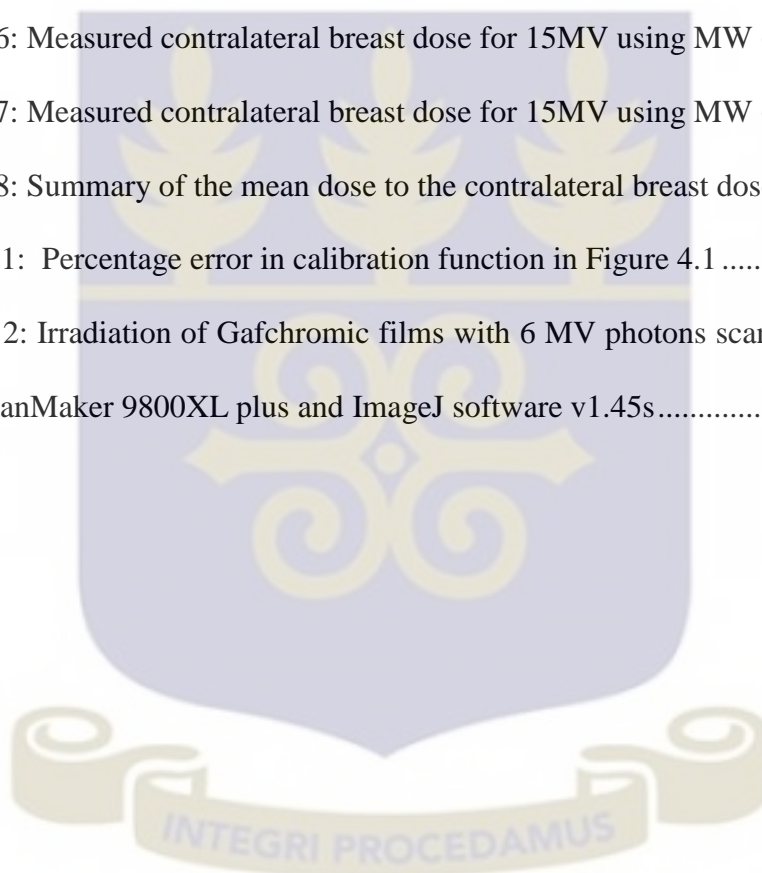 6: Measured contralateral breast dose for 15MV using MW
7: Measured contralateral breast dose for 15MV using MW
8: Summary of the mean dose to the contralateral breast dos
1: Percentage error in calibration function in Figure 4.1 .....
2: Irradiation of Gafchromic films with 6 MV photons scar
anMaker 9800XL plus and ImageJ software v1.45s.............
INTEGRI PROCEDAMUS